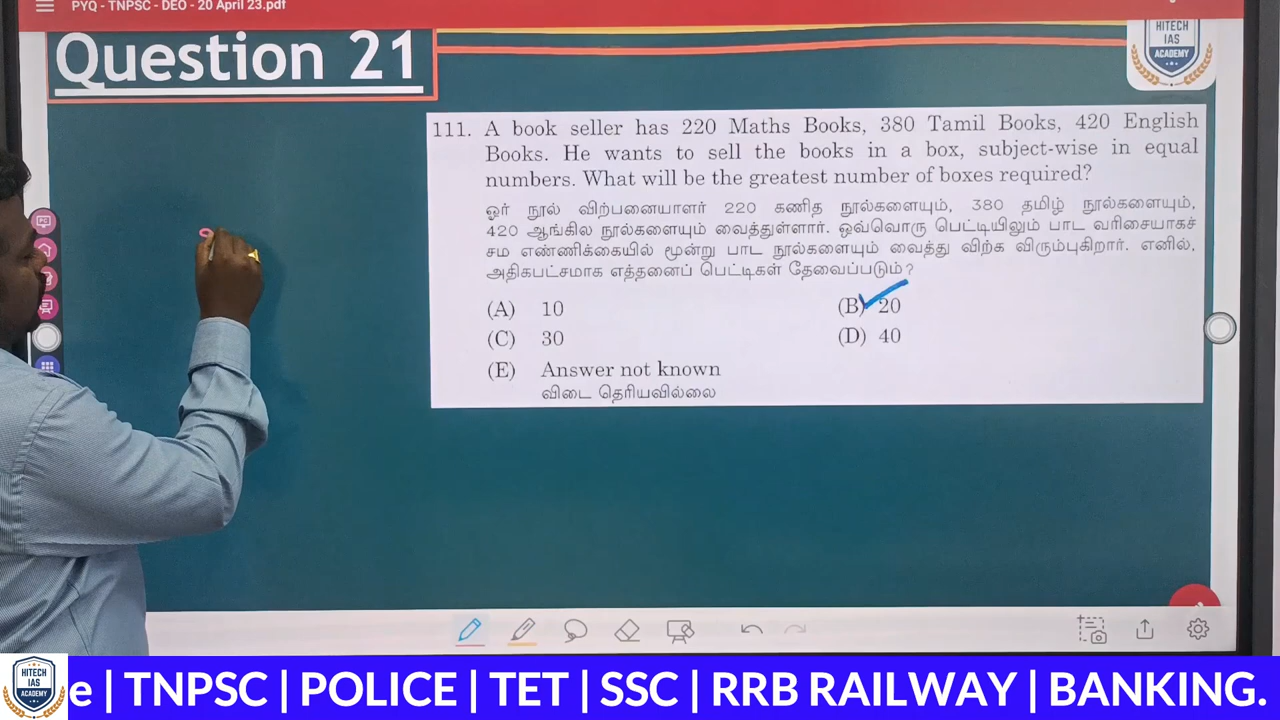 PYQ - TNPSC - DEO - 20 April 23.pdf
Question 21
HITECH
IAS
ACADEMY
111. A book seller has 220 Maths Books, 380 Tamil Books, 420 English
Books. He wants to sell the books in a box, subject-wise in equal
numbers. What will be the greatest number of boxes required?
ஓர் நூல் விற்பனையாளர் 220 கணித நூல்களையும், 380 தமிழ் நூல்களையும்,
420 ஆங்கில நூல்களையும் வைத்துள்ளார். ஒவ்வொரு பெட்டியிலும் பாட வரிசையாகச்
சம எண்ணிக்கையில் மூன்று பாட நூல்களையும் வைத்து விற்க விரும்புகிறார். எனில்,
அதிகபட்சமாக எத்தனைப் பெட்டிகள் தேவைப்படும்?
(A) 10 (B) 20
(C) 30 (D) 40
(E) Answer not known
விடை தெரியவில்லை
HITECH
IAS
ACADEMY
e | TNPSC | POLICE | TET | SSC | RRB RAILWAY | BANKING.